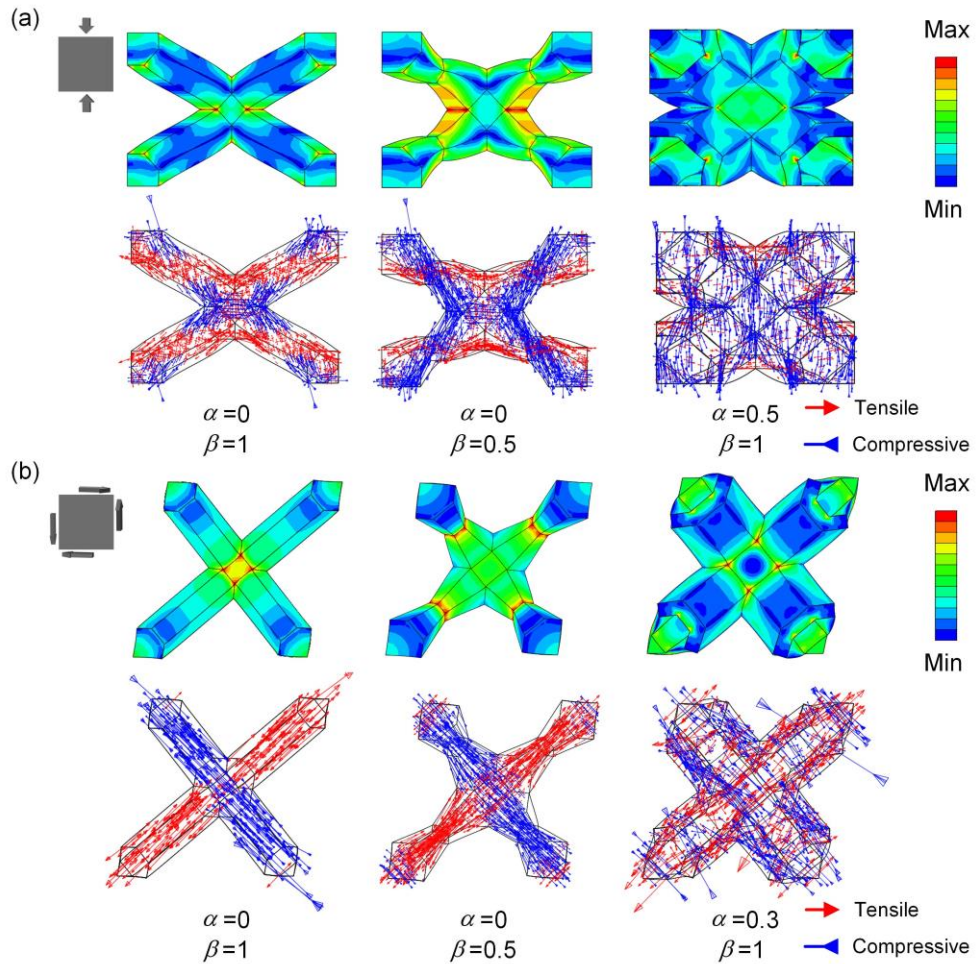 (a)
Max
Min
α=0
α=0
α=0.5
Tensile
β=1
β=0.5
β=1
Compressive
(b)
Max
Min
α=0
α=0
α=0.3
Tensile
β=1
β=0.5
β=1
Compressive